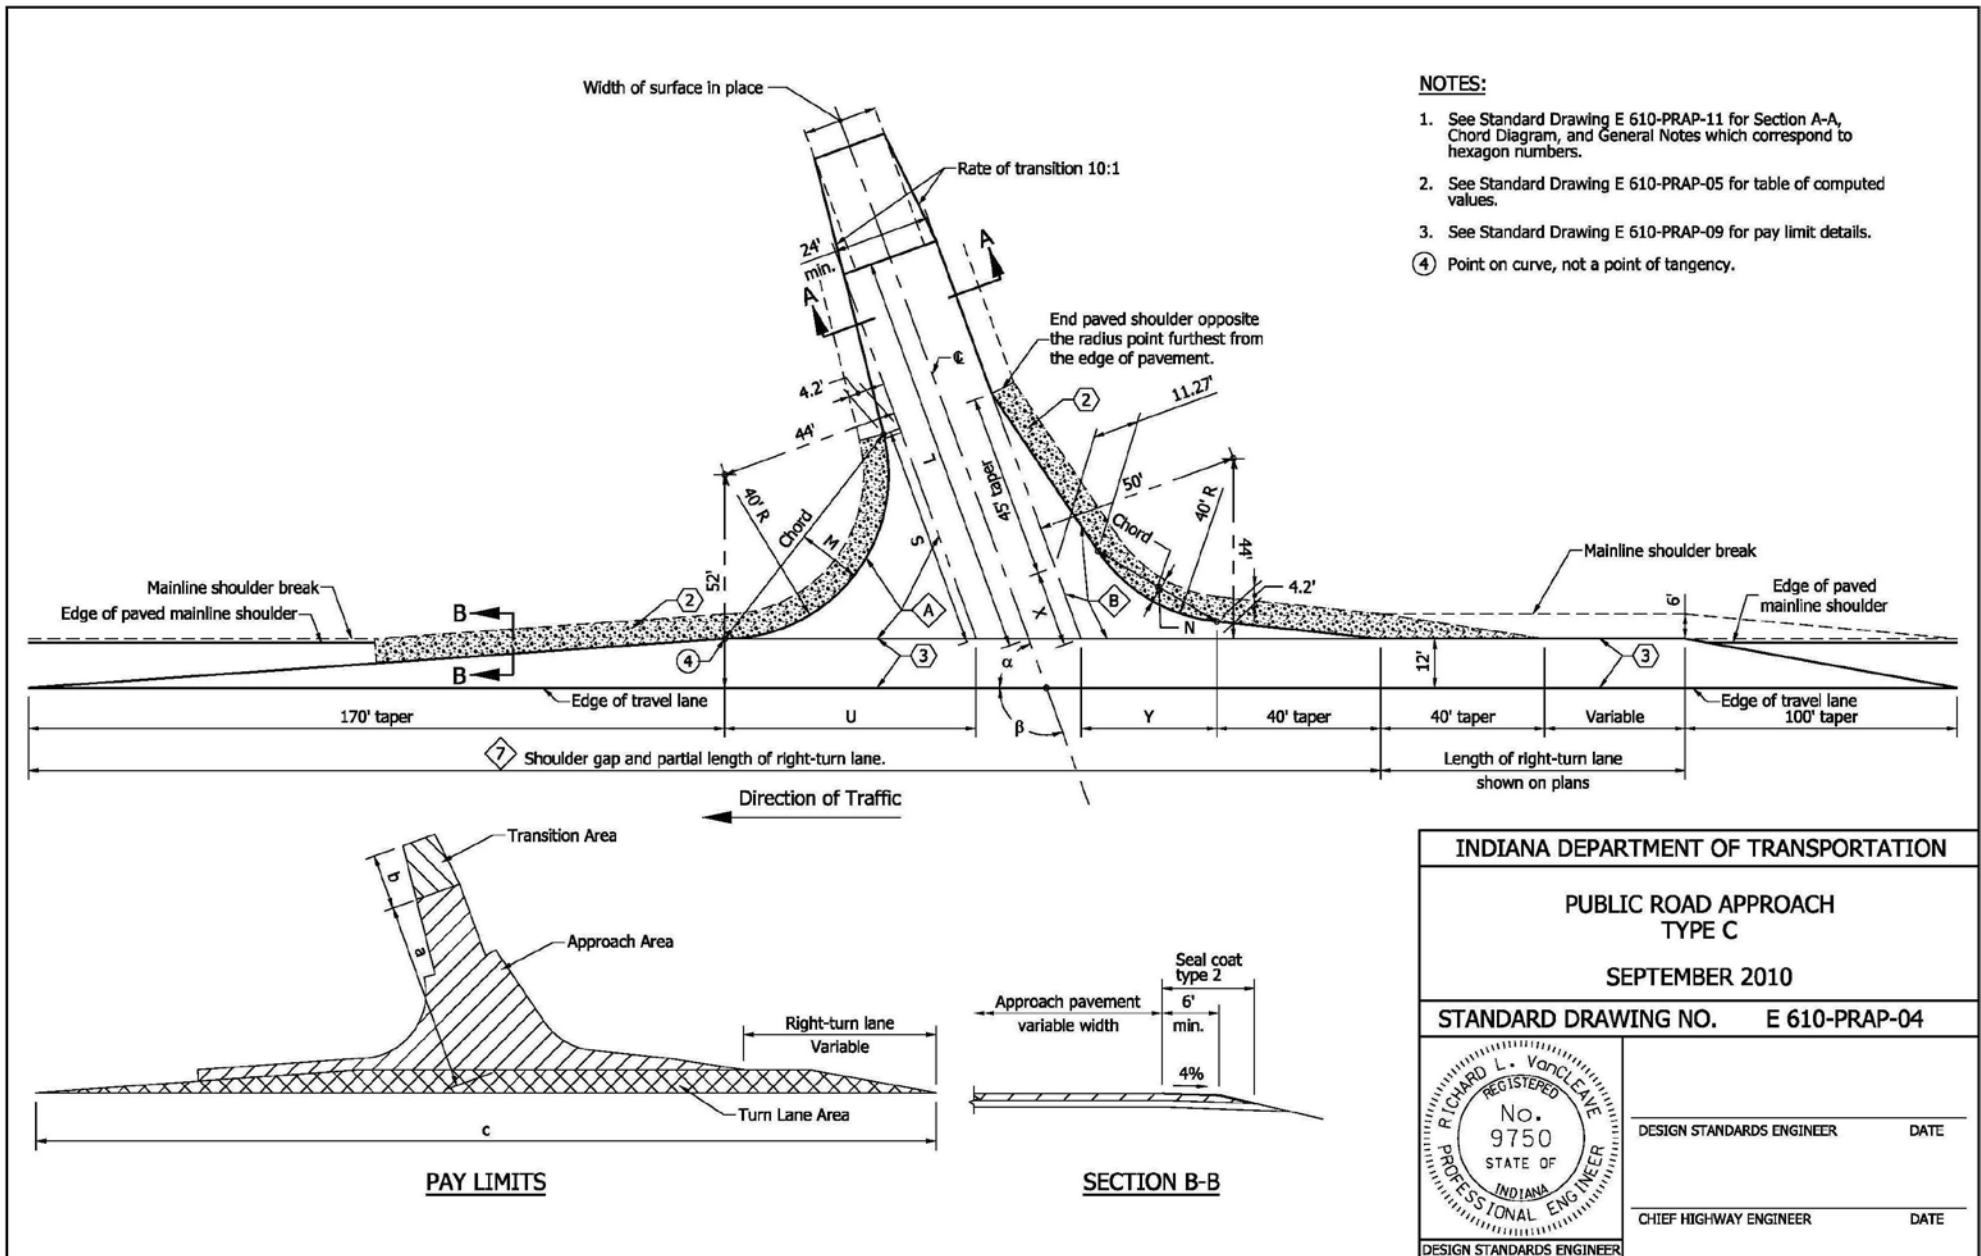 Width of surface in place
Rate of transition 10:1
24'
min.
A
A
End paved shoulder opposite
the radius point furthest from
the edge of pavement.
℄
4.2'
44'
2
11.27'
L
45' taper
50'
40' R
Chord
M
S
Chord
40' R
44'
52'
X
A
B
N
4.2'
Mainline shoulder break
Edge of paved mainline shoulder
B
B
2
4
3
α
β
12'
3
6'
Mainline shoulder break
Edge of paved
mainline shoulder
Edge of travel lane
Edge of travel lane
170' taper
U
Y
40' taper
40' taper
Variable
100' taper
7
Shoulder gap and partial length of right-turn lane.
Length of right-turn lane
shown on plans
Direction of Traffic
NOTES:
1. See Standard Drawing E 610-PRAP-11 for Section A-A,
Chord Diagram, and General Notes which correspond to
hexagon numbers.
2. See Standard Drawing E 610-PRAP-05 for table of computed
values.
3. See Standard Drawing E 610-PRAP-09 for pay limit details.
4 Point on curve, not a point of tangency.
Transition Area
b
a
Approach Area
Right-turn lane
Variable
Turn Lane Area
c
PAY LIMITS
Seal coat
type 2
Approach pavement
variable width
6'
min.
4%
SECTION B-B
INDIANA DEPARTMENT OF TRANSPORTATION
PUBLIC ROAD APPROACH
TYPE C
SEPTEMBER 2010
STANDARD DRAWING NO. E 610-PRAP-04
RICHARD L. VanCLEAVE
REGISTERED
No.
9750
STATE OF
INDIANA
PROFESSIONAL ENGINEER
DESIGN STANDARDS ENGINEER
DESIGN STANDARDS ENGINEER DATE
CHIEF HIGHWAY ENGINEER DATE